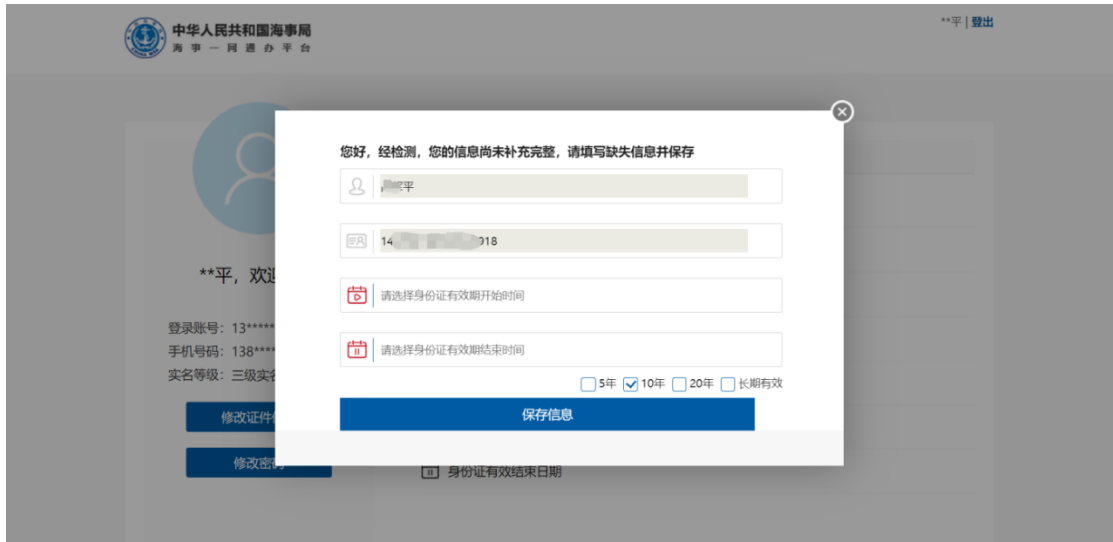 中华人民共和国海事局
海事一网通办平台
**平 | 登出
您好，经检测，您的信息尚未补充完整，请填写缺失信息并保存
平
14 018
请选择身份证有效期开始时间
请选择身份证有效期结束时间
5年 10年 20年 长期有效
保存信息
**平，欢迎
登录账号：13*****
手机号码：138****
实名等级：三级实名
修改证件
修改密码
身份证有效结束日期